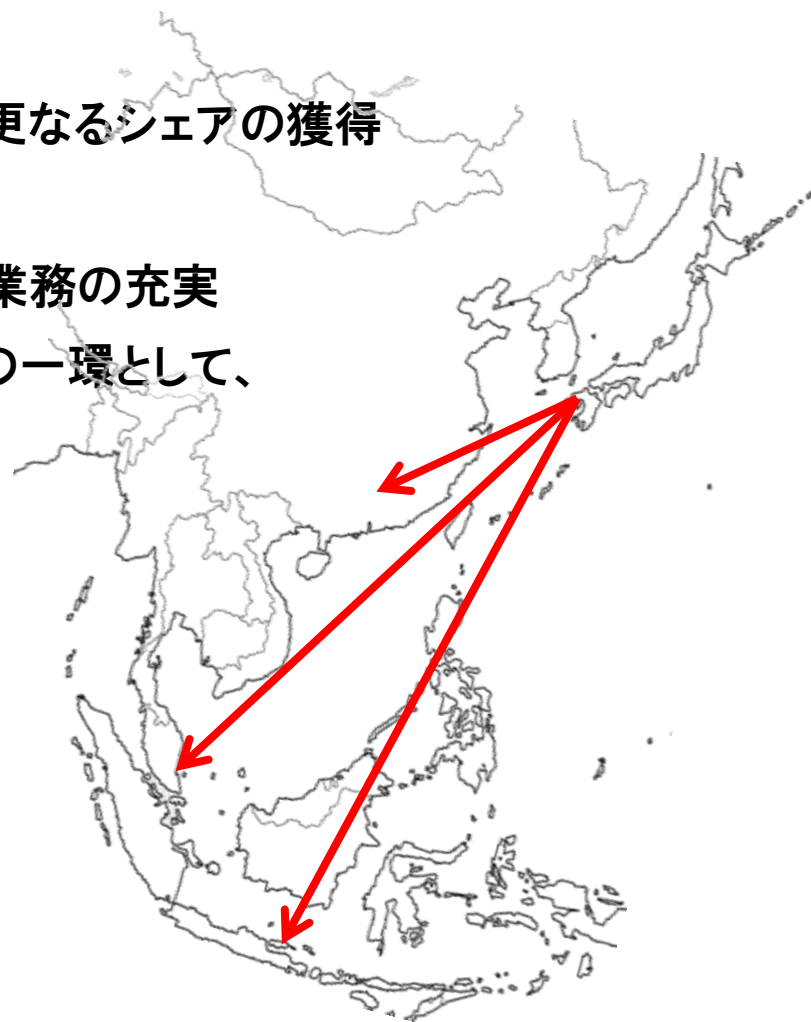 更なるシェアの獲得
業務の充実
の一環として、